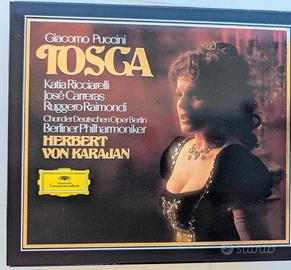 Giacomo Puccini
TOSCA
Katia Ricciarelli
José Carreras
Ruggero Raimondi
Chor der Deutschen Oper Berlin
Berliner Philharmoniker
HERBERT
VON KARAJAN
Deutsche
Grammophon
subito